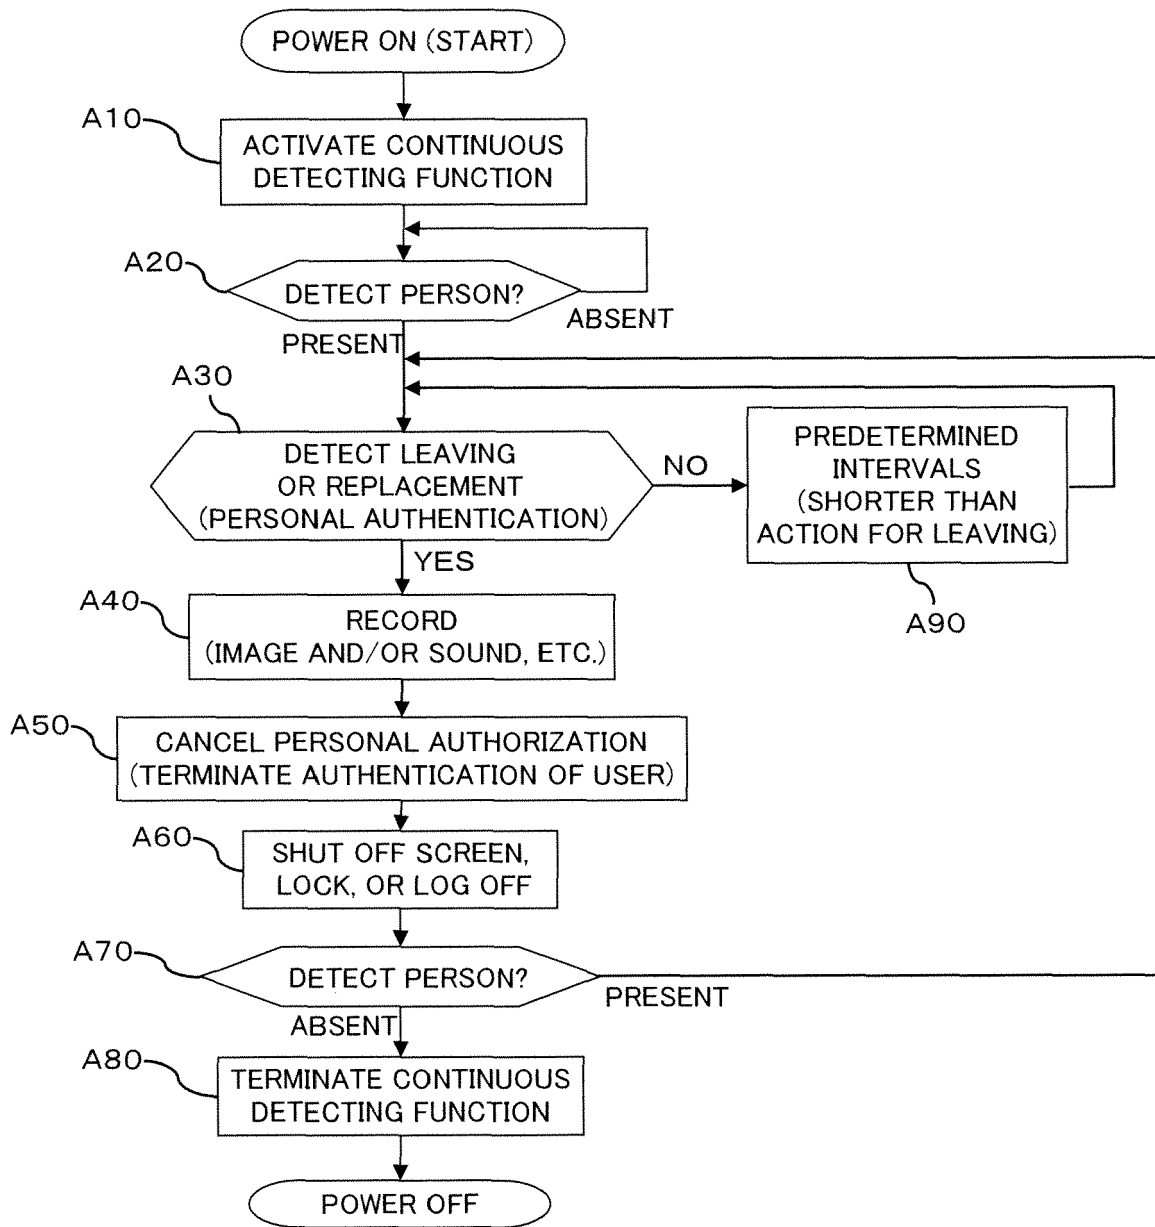 POWER ON (START)
A10
ACTIVATE CONTINUOUS
DETECTING FUNCTION
A20
DETECT PERSON?
ABSENT
PRESENT
A30
DETECT LEAVING
OR REPLACEMENT
(PERSONAL AUTHENTICATION)
NO
PREDETERMINED
INTERVALS
(SHORTER THAN
ACTION FOR LEAVING)
A90
YES
A40
RECORD
(IMAGE AND/OR SOUND, ETC.)
A50
CANCEL PERSONAL AUTHORIZATION
(TERMINATE AUTHENTICATION OF USER)
A60
SHUT OFF SCREEN,
LOCK, OR LOG OFF
A70
DETECT PERSON?
PRESENT
ABSENT
A80
TERMINATE CONTINUOUS
DETECTING FUNCTION
POWER OFF